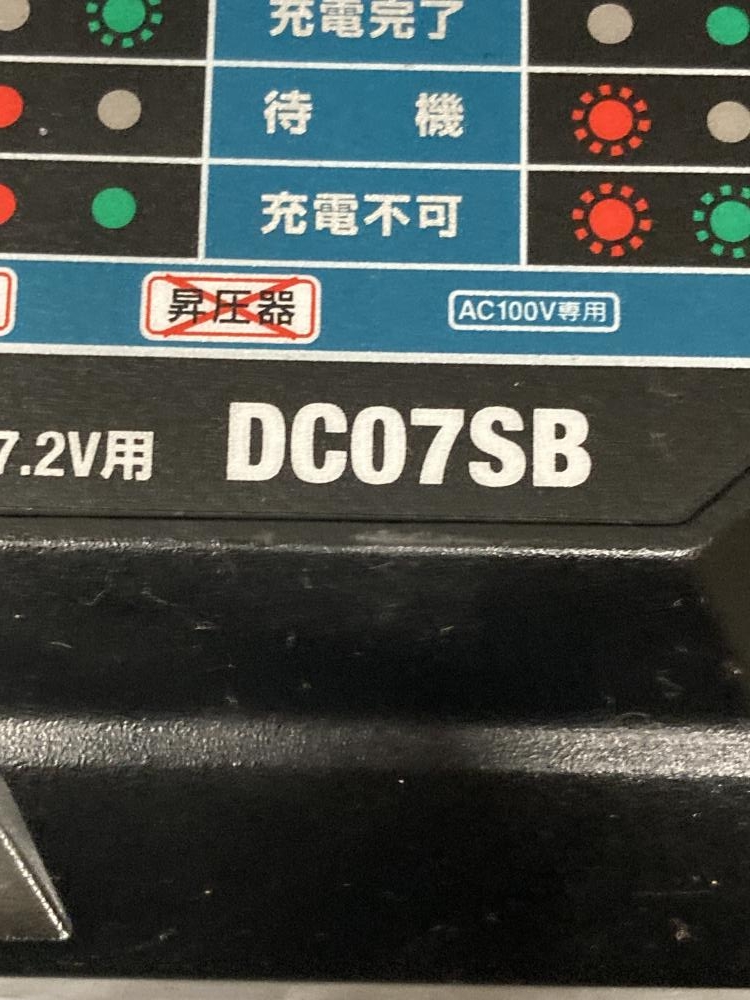 充電完了
待 機
充電不可
昇圧器
AC100V専用
7.2V用 DC07SB